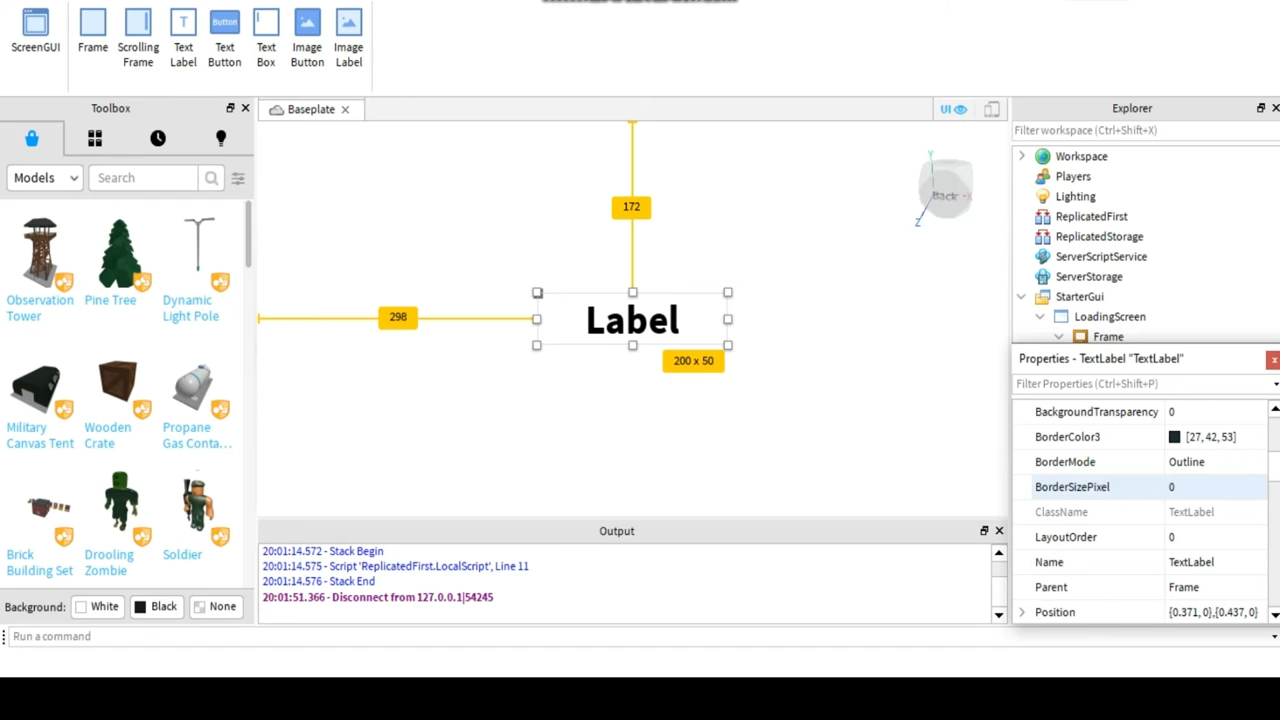 ScreenGUI
Frame
Scrolling
Frame
Text
Label
Button
Text
Button
Text
Box
Image
Button
Image
Label
Toolbox
Models
Search
Observation
Tower
Pine Tree
Dynamic
Light Pole
Military
Canvas Tent
Wooden
Crate
Propane
Gas Conta...
Brick
Building Set
Drooling
Zombie
Soldier
Background:
White
Black
None
Baseplate
UI
172
298
Label
200 x 50
Y
Back
-X
Z
Output
20:01:14.572 - Stack Begin
20:01:14.575 - Script 'ReplicatedFirst.LocalScript', Line 11
20:01:14.576 - Stack End
20:01:51.366 - Disconnect from 127.0.0.1|54245
Run a command
Explorer
Filter workspace (Ctrl+Shift+X)
Workspace
Players
Lighting
ReplicatedFirst
ReplicatedStorage
ServerScriptService
ServerStorage
StarterGui
LoadingScreen
Frame
Properties - TextLabel "TextLabel"
Filter Properties (Ctrl+Shift+P)
BackgroundTransparency 0
BorderColor3 [27, 42, 53]
BorderMode Outline
BorderSizePixel 0
ClassName TextLabel
LayoutOrder 0
Name TextLabel
Parent Frame
Position {0.371, 0},{0.437, 0}